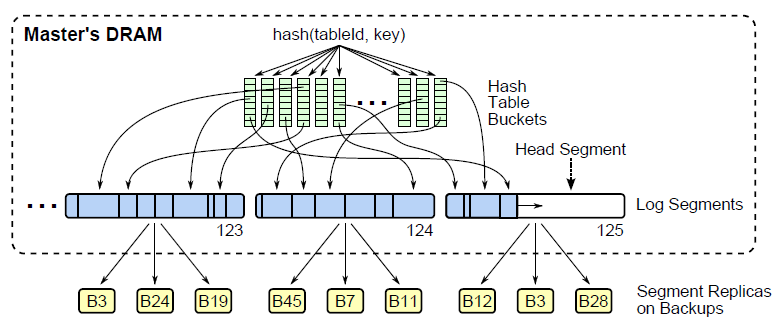 Master's DRAM
hash(tableId, key)
Hash
Table
Buckets
Head Segment
Log Segments
123
124
125
B3
B24
B19
B45
B7
B11
B12
B3
B28
Segment Replicas
on Backups